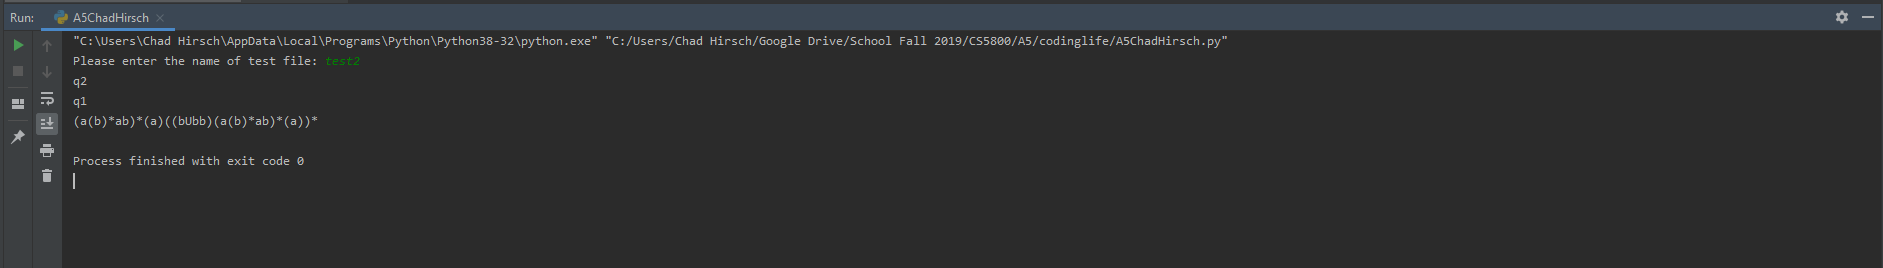 Run: A5ChadHirsch
"C:\Users\Chad Hirsch\AppData\Local\Programs\Python\Python38-32\python.exe" "C:/Users/Chad Hirsch/Google Drive/School Fall 2019/CS5800/A5/codinglife/A5ChadHirsch.py"
Please enter the name of test file: test2
q2
q1
(a(b)*ab)*(a)((bUbb)(a(b)*ab)*(a))*
Process finished with exit code 0